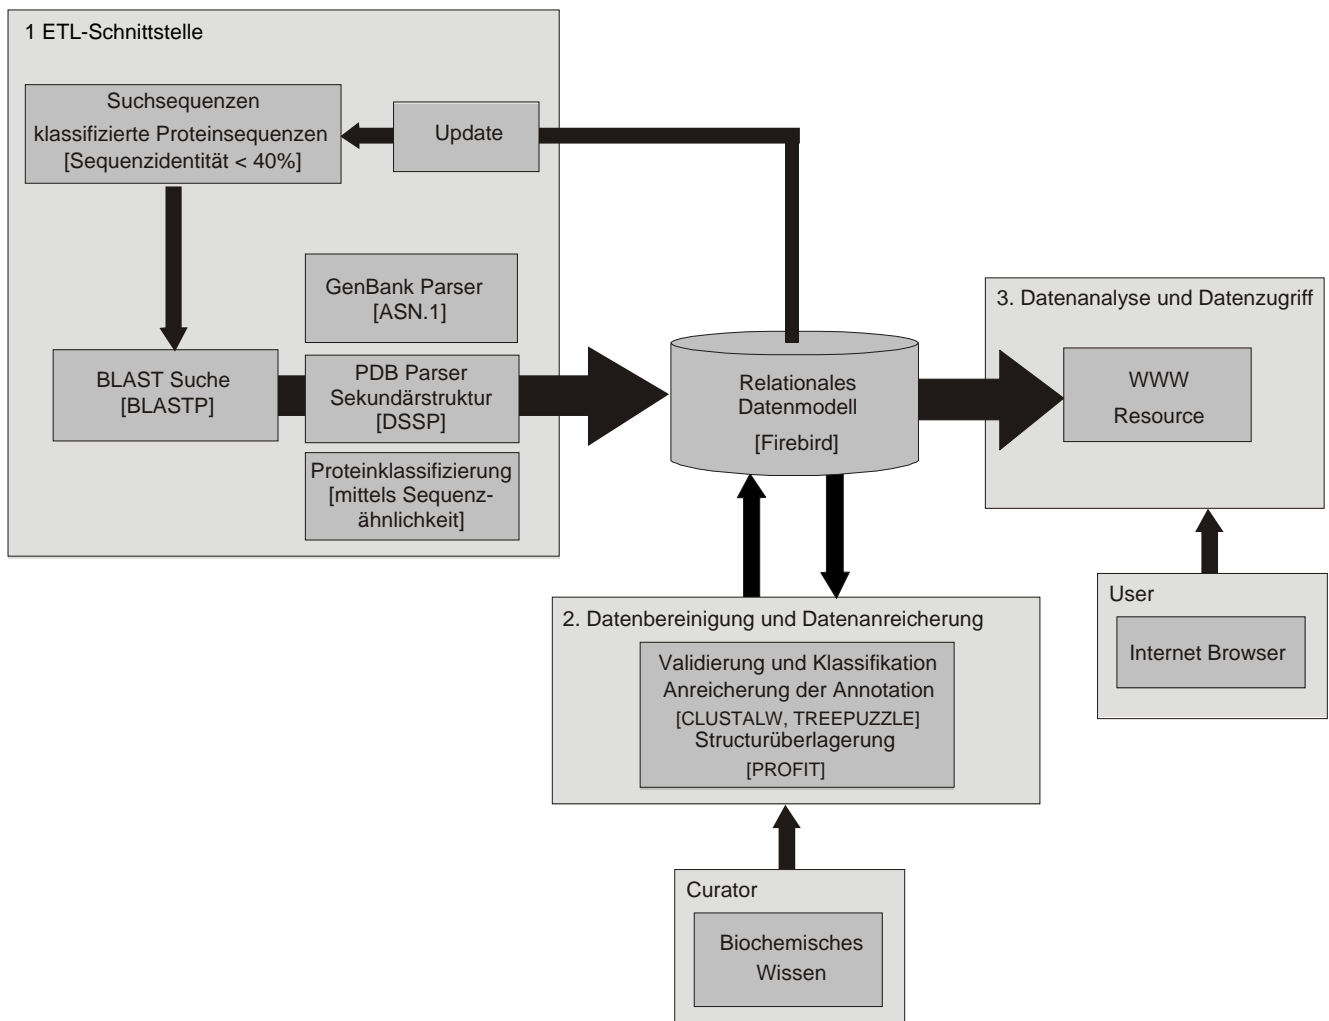 1 ETL-Schnittstelle
Suchsequenzen
klassifizierte Proteinsequenzen
[Sequenzidentität < 40%]
Update
GenBank Parser
[ASN.1]
BLAST Suche
[BLASTP]
PDB Parser
Sekundärstruktur
[DSSP]
Proteinklassifizierung
[mittels Sequenz-
ähnlichkeit]
Relationales
Datenmodell
[Firebird]
3. Datenanalyse und Datenzugriff
WWW
Resource
User
Internet Browser
2. Datenbereinigung und Datenanreicherung
Validierung und Klassifikation
Anreicherung der Annotation
[CLUSTALW, TREEPUZZLE]
Structurüberlagerung
[PROFIT]
Curator
Biochemisches
Wissen